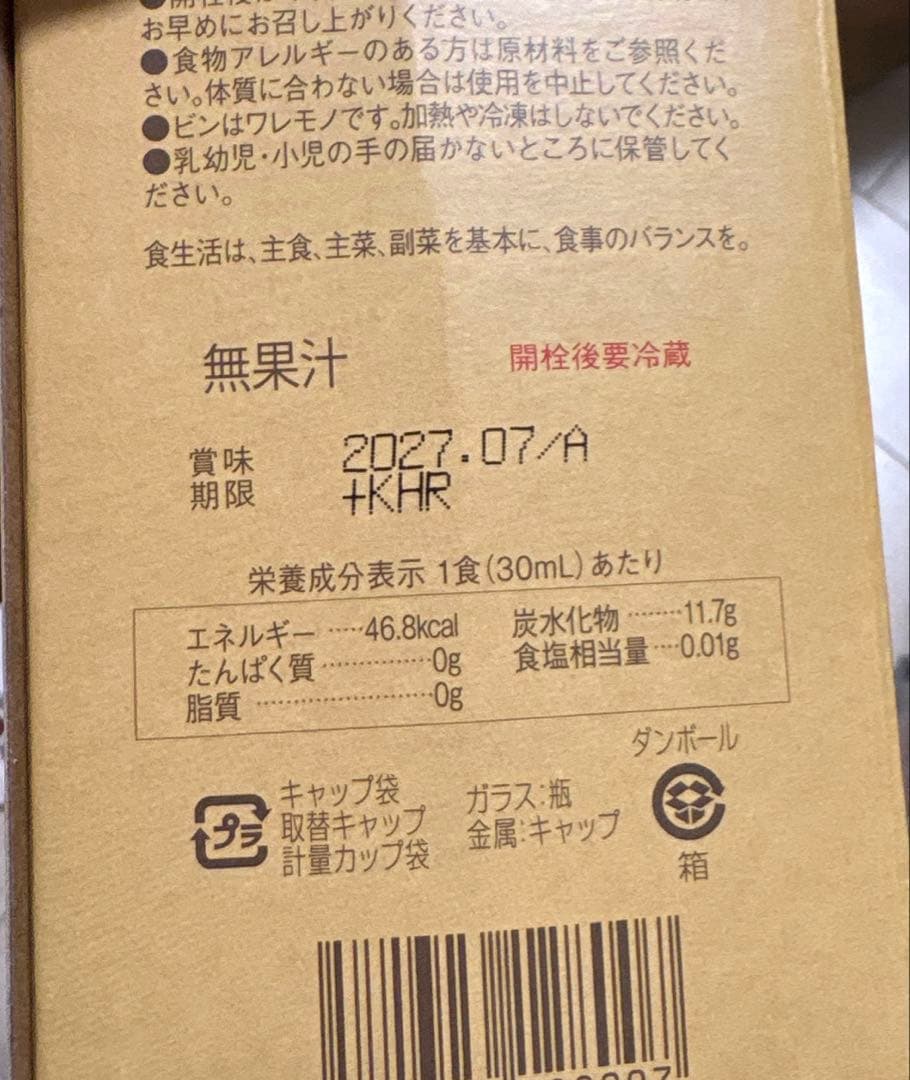 お早めにお召し上がりください。
●食物アレルギーのある方は原材料をご参照くだ
さい。体質に合わない場合は使用を中止してください。
●ビンはワレモノです。加熱や冷凍はしないでください。
●乳幼児・小児の手の届かないところに保管してく
ださい。
食生活は、主食、主菜、副菜を基本に、食事のバランスを。
無果汁
開栓後要冷蔵
賞味
期限
2027.07/A
+KHR
栄養成分表示 1食(30mL)あたり
エネルギー ……46.8kcal
たんぱく質 ……………0g
脂質 ……………………0g
炭水化物 ………11.7g
食塩相当量 ……0.01g
プラ
キャップ袋
取替キャップ
計量カップ袋
ガラス:瓶
金属:キャップ
ダンボール
箱